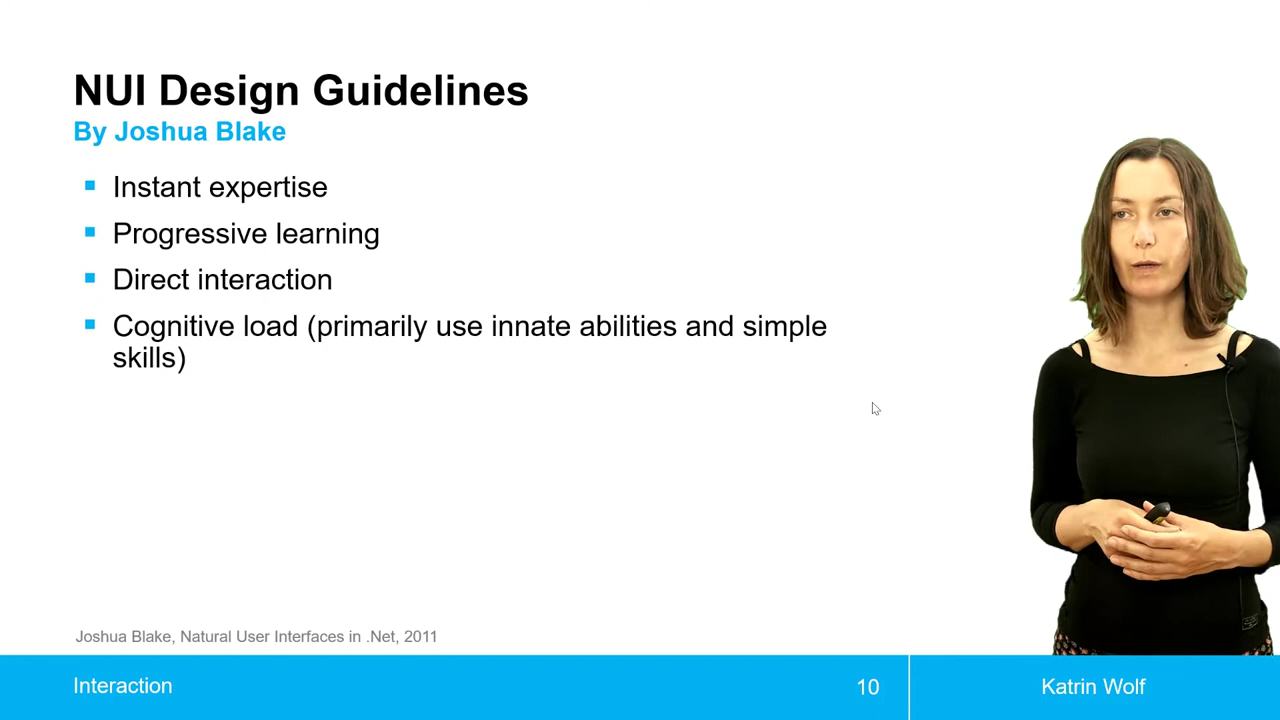 NUI Design Guidelines
By Joshua Blake
Instant expertise
Progressive learning
Direct interaction
Cognitive load (primarily use innate abilities and simple
skills)
Joshua Blake, Natural User Interfaces in .Net, 2011
Interaction
10
Katrin Wolf